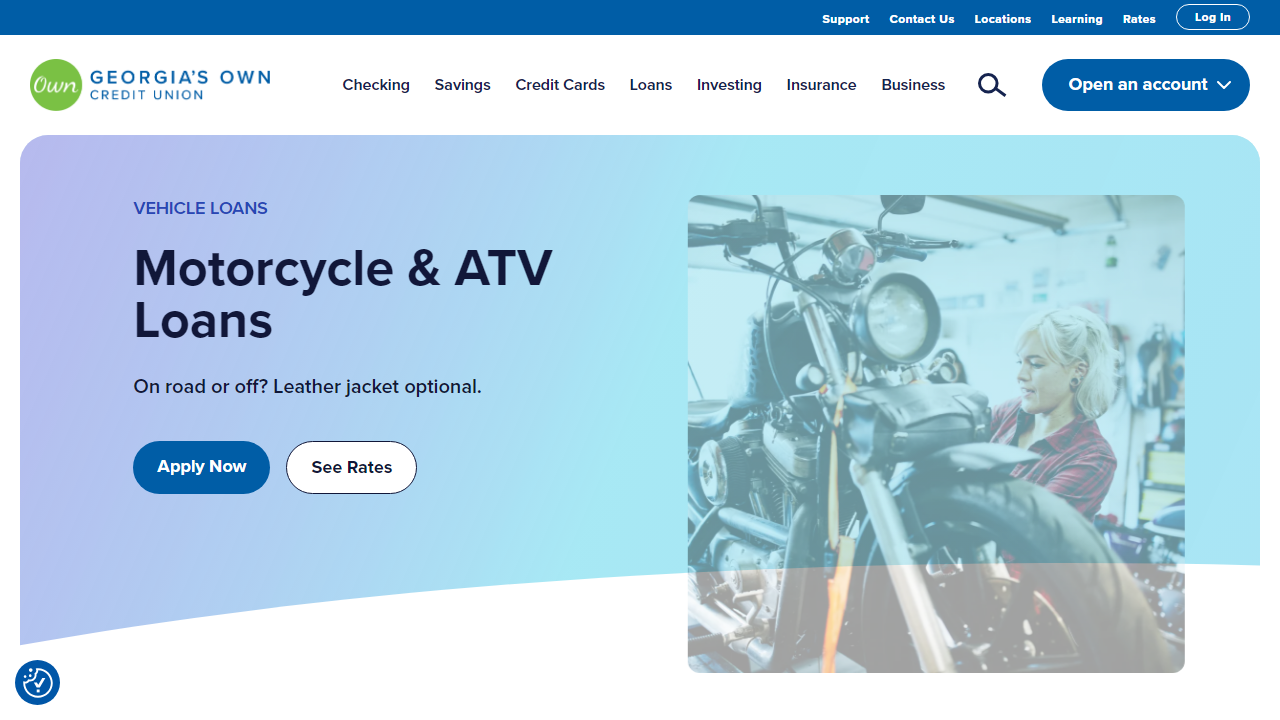 Support Contact Us Locations Learning Rates Log In
Own GEORGIA'S OWN
CREDIT UNION
Checking Savings Credit Cards Loans Investing Insurance Business Open an account
VEHICLE LOANS
Motorcycle & ATV
Loans
On road or off? Leather jacket optional.
Apply Now See Rates